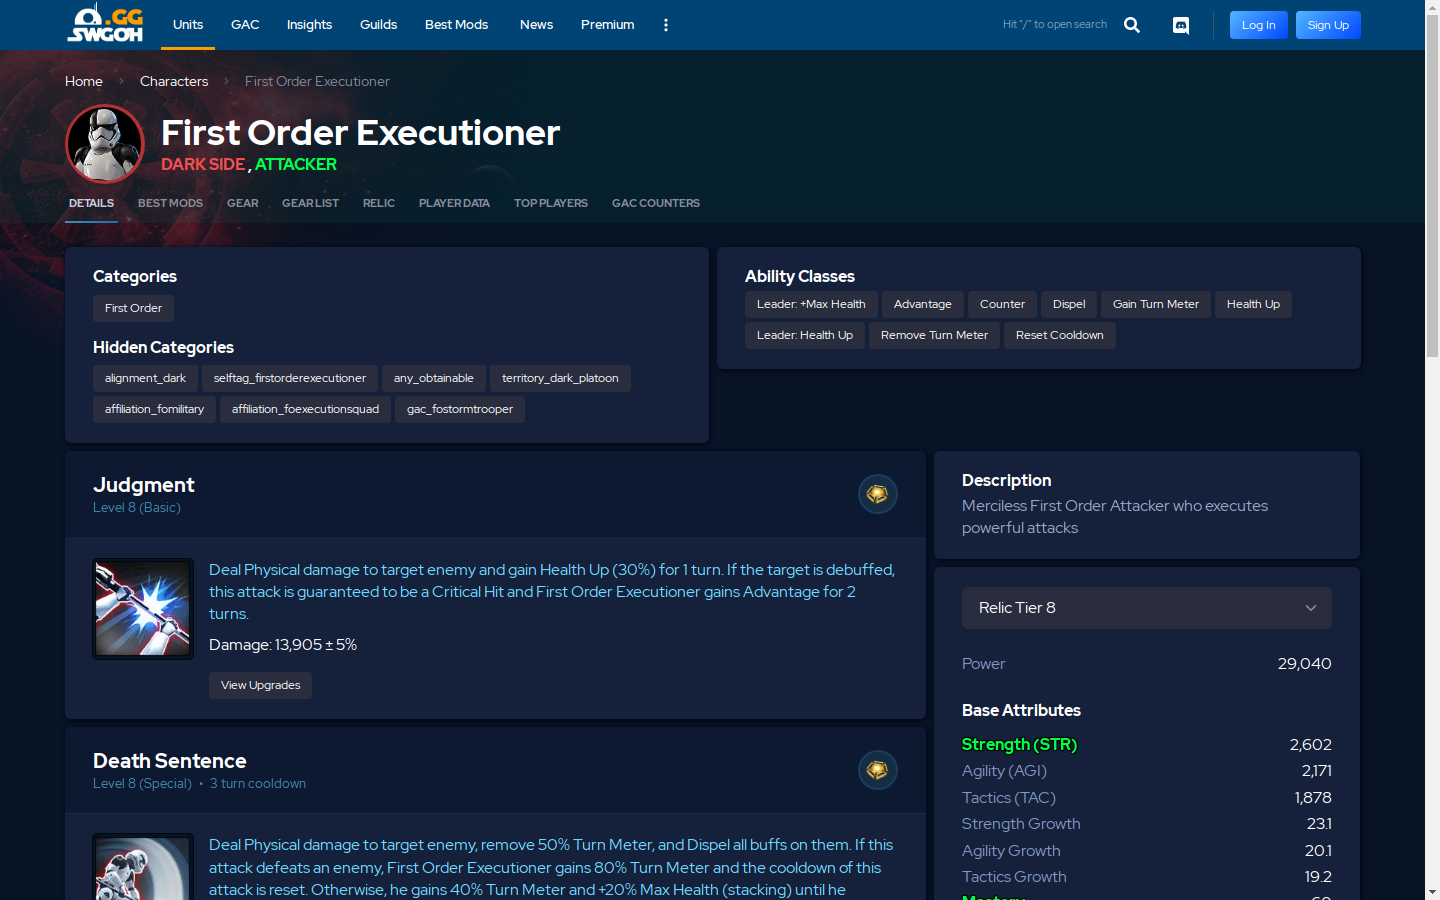 .GG
SWGOH
Units
GAC
Insights
Guilds
Best Mods
News
Premium
Hit "/" to open search
Log In
Sign Up
Home
Characters
First Order Executioner
First Order Executioner
DARK SIDE , ATTACKER
DETAILS
BEST MODS
GEAR
GEAR LIST
RELIC
PLAYER DATA
TOP PLAYERS
GAC COUNTERS
Categories
First Order
Hidden Categories
alignment_dark
selftag_firstorderexecutioner
any_obtainable
territory_dark_platoon
affiliation_fomilitary
affiliation_foexecutionsquad
gac_fostormtrooper
Ability Classes
Leader: +Max Health
Advantage
Counter
Dispel
Gain Turn Meter
Health Up
Leader: Health Up
Remove Turn Meter
Reset Cooldown
Judgment
Level 8 (Basic)
Deal Physical damage to target enemy and gain Health Up (30%) for 1 turn. If the target is debuffed,
this attack is guaranteed to be a Critical Hit and First Order Executioner gains Advantage for 2
turns.
Damage: 13,905 ± 5%
View Upgrades
Death Sentence
Level 8 (Special) • 3 turn cooldown
Deal Physical damage to target enemy, remove 50% Turn Meter, and Dispel all buffs on them. If this
attack defeats an enemy, First Order Executioner gains 80% Turn Meter and the cooldown of this
attack is reset. Otherwise, he gains 40% Turn Meter and +20% Max Health (stacking) until he
Description
Merciless First Order Attacker who executes
powerful attacks
Relic Tier 8
Power 29,040
Base Attributes
Strength (STR) 2,602
Agility (AGI) 2,171
Tactics (TAC) 1,878
Strength Growth 23.1
Agility Growth 20.1
Tactics Growth 19.2